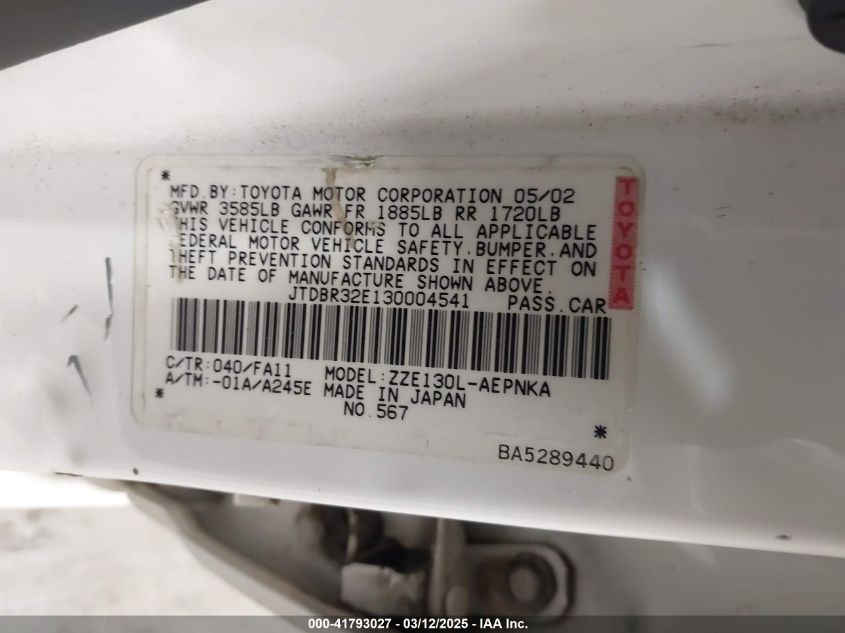 MFD.BY:TOYOTA MOTOR CORPORATION 05/02
GVWR 3585LB GAWR FR 1885LB RR 1720LB
THIS VEHICLE CONFORMS TO ALL APPLICABLE
FEDERAL MOTOR VEHICLE SAFETY,BUMPER,AND
THEFT PREVENTION STANDARDS IN EFFECT ON
THE DATE OF MANUFACTURE SHOWN ABOVE.
JTDBR32E130004541 PASS.CAR
TOYOTA
C/TR:040/FA11 MODEL:ZZE130L-AEPNKA
A/TM:-01A/A245E MADE IN JAPAN
NO.567
BA5289440
000-41793027 - 03/12/2025 - IAA Inc.